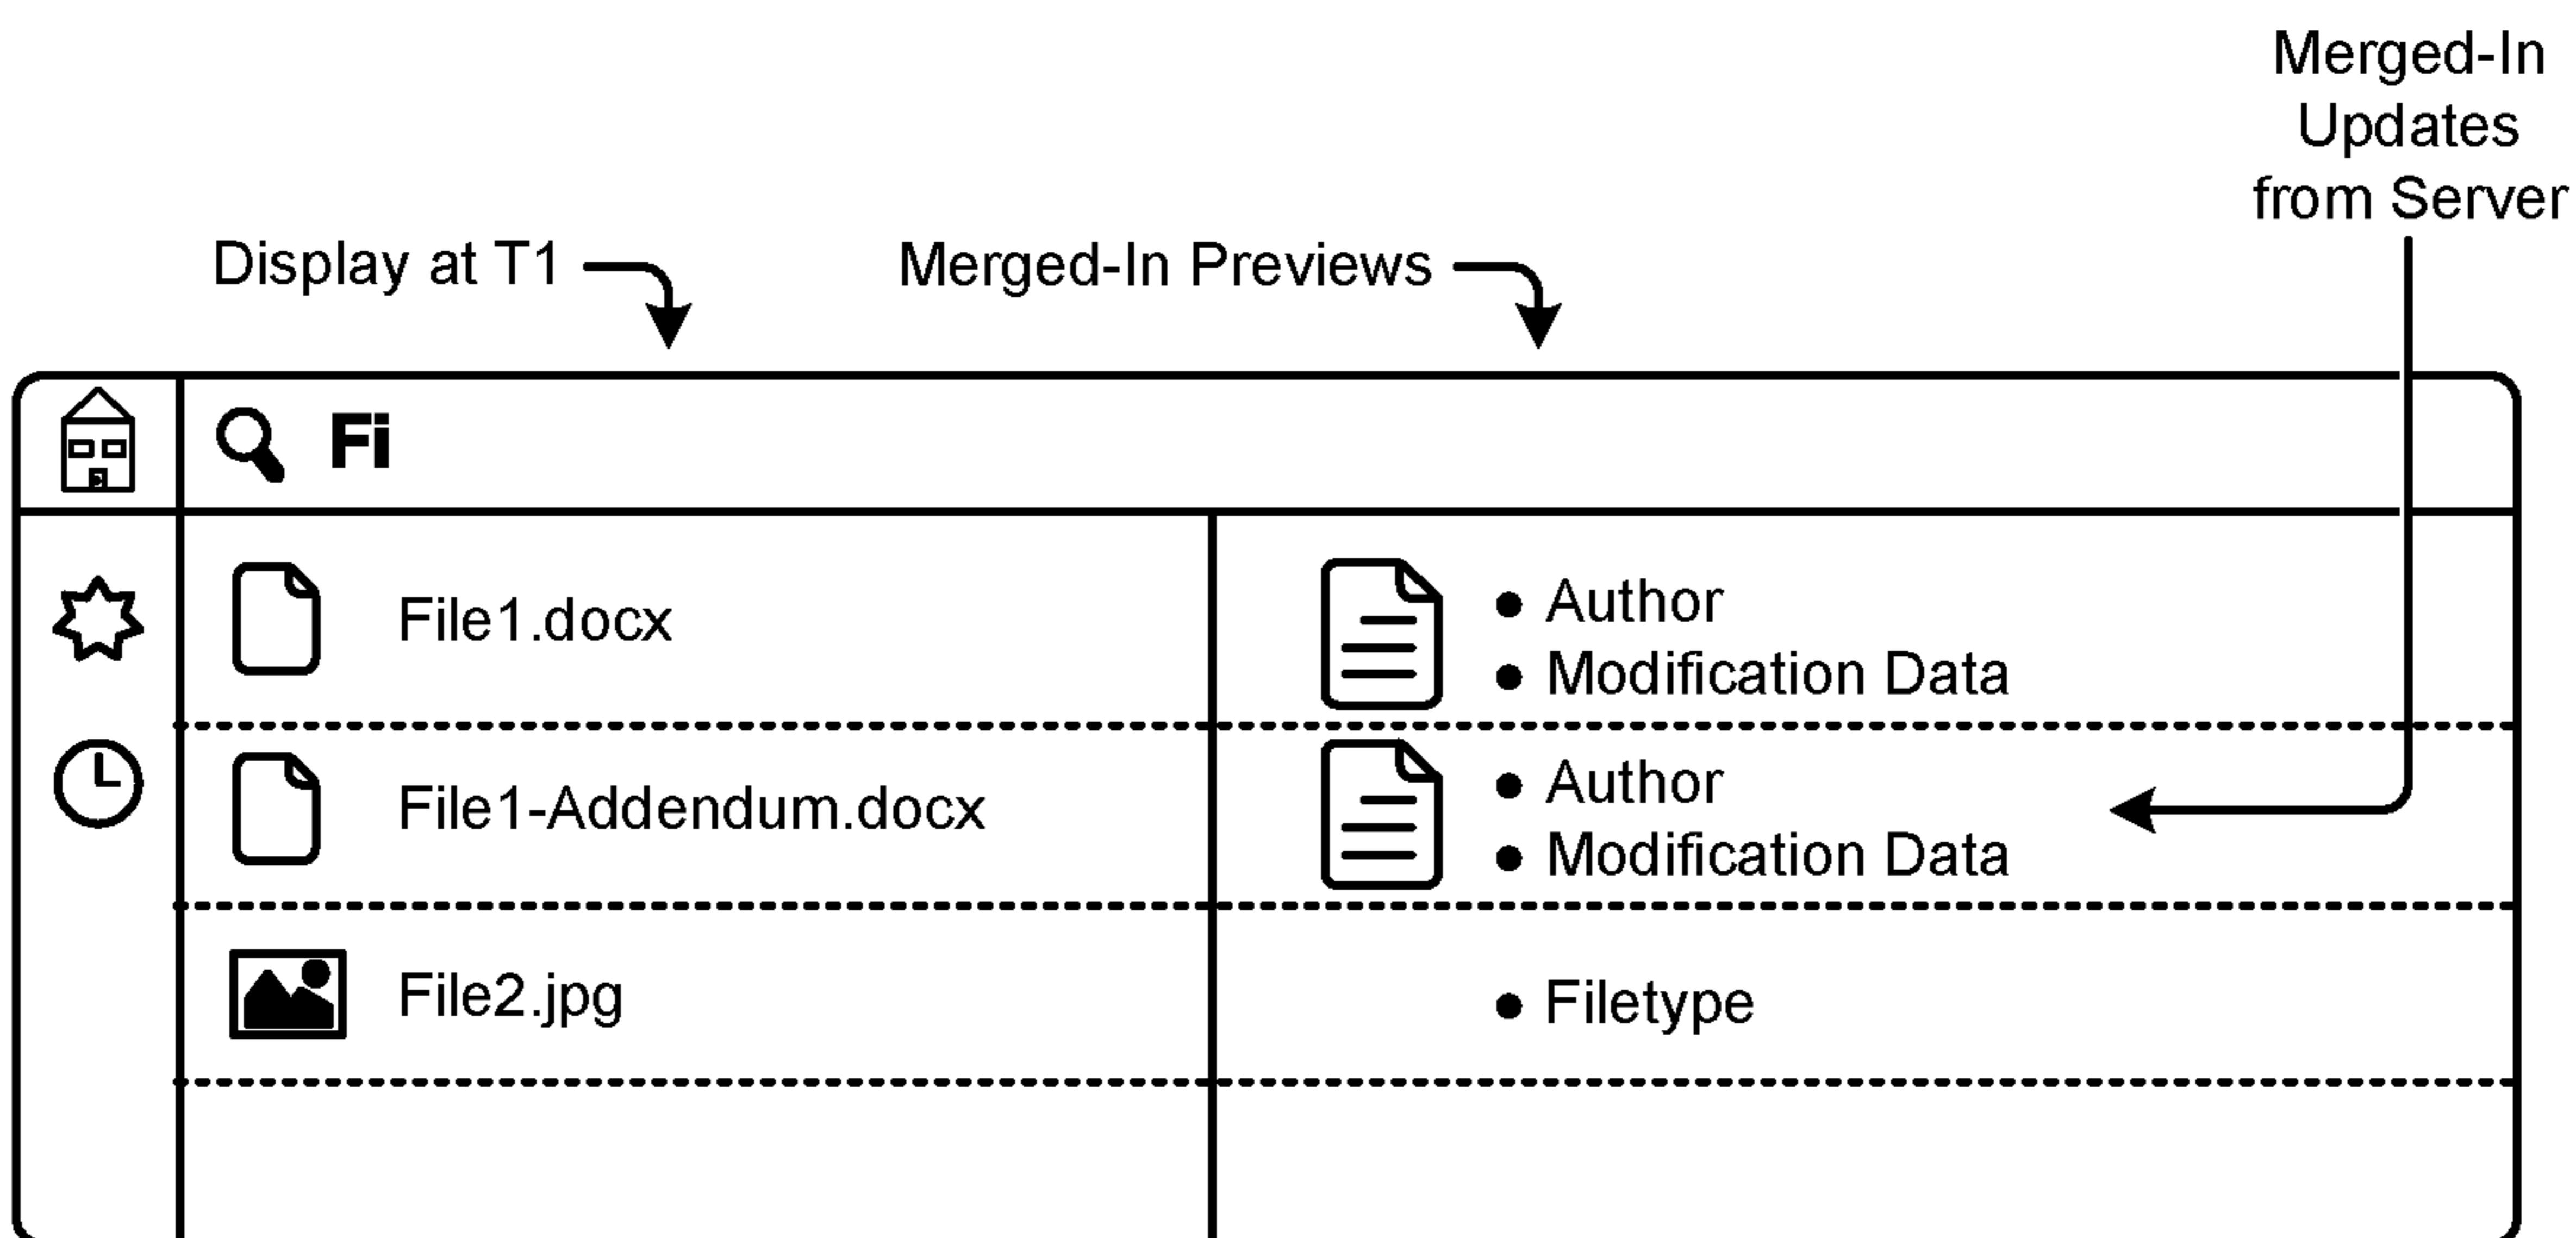 Merged-In
Updates
from Server
Display at T1
Merged-In Previews
Fi
File1.docx
• Author
• Modification Data
File1-Addendum.docx
• Author
• Modification Data
File2.jpg
• Filetype